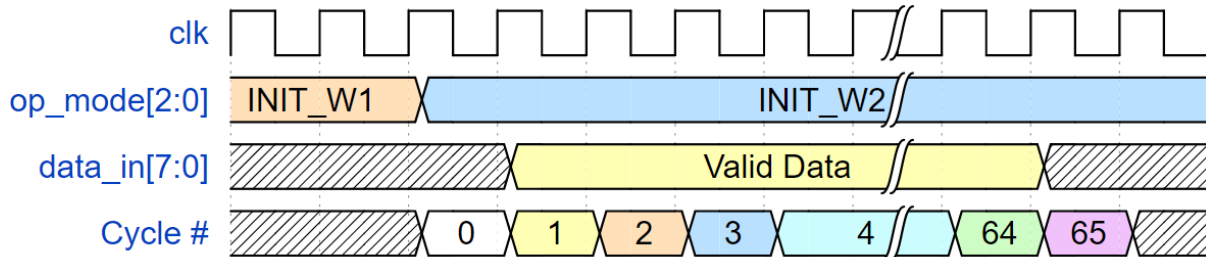 clk
op_mode[2:0] INIT_W1 INIT_W2
data_in[7:0] Valid Data
Cycle # 0 1 2 3 4 64 65